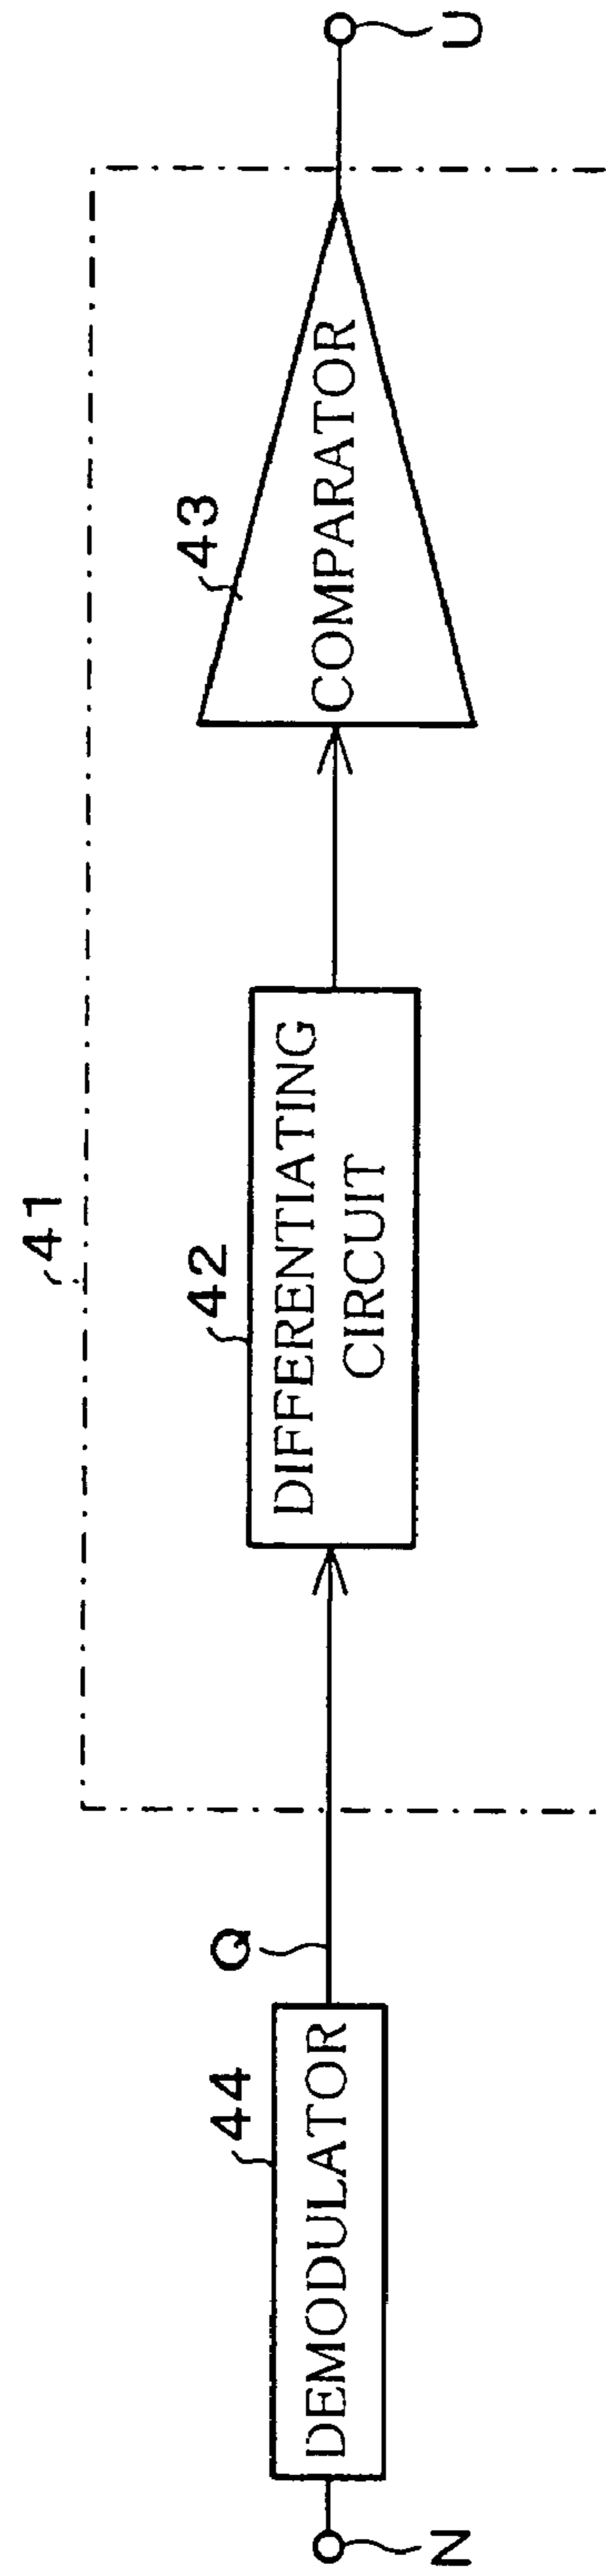 41
44
DEMODULATOR
Q
42
DIFFERENTIATING
CIRCUIT
43
COMPARATOR
N
U